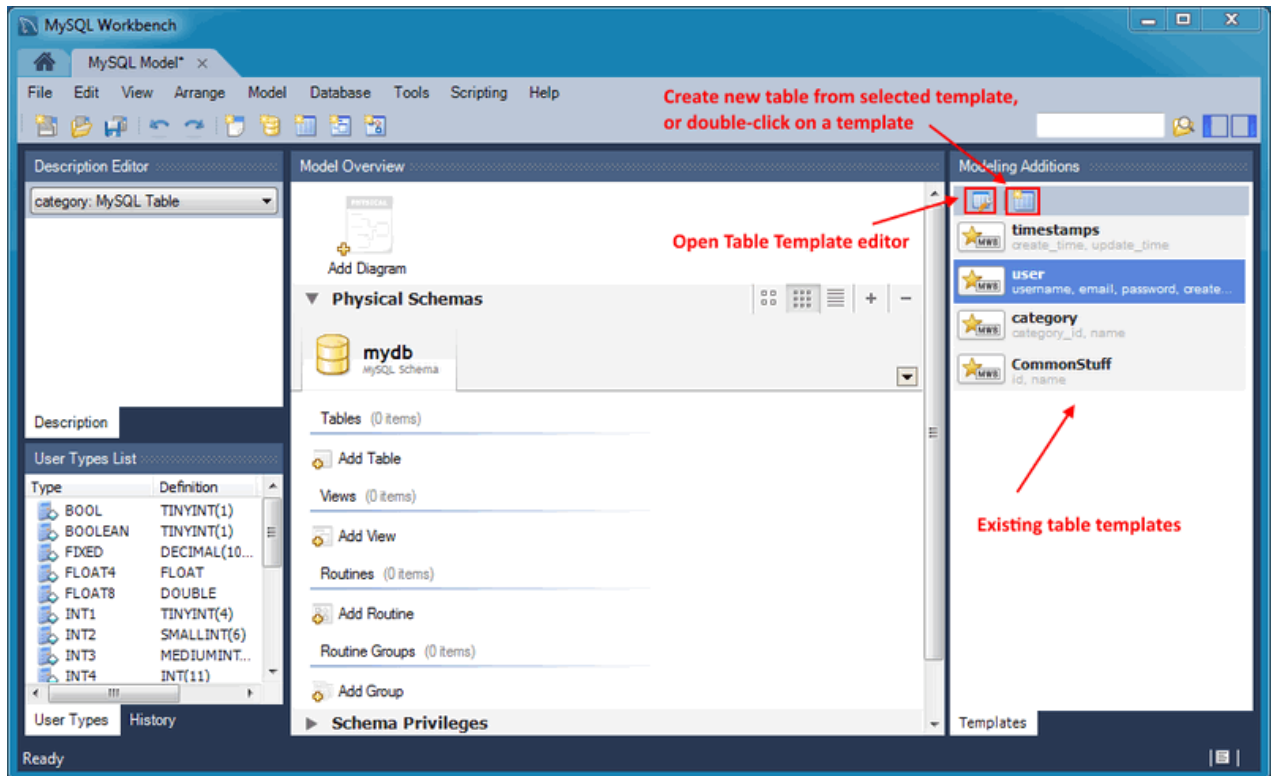 MySQL Workbench
MySQL Model* ×
File Edit View Arrange Model Database Tools Scripting Help
Create new table from selected template,
or double-click on a template
Description Editor
category: MySQL Table
Description
User Types List
Type Definition
BOOL TINYINT(1)
BOOLEAN TINYINT(1)
FIXED DECIMAL(10...
FLOAT4 FLOAT
FLOAT8 DOUBLE
INT1 TINYINT(4)
INT2 SMALLINT(6)
INT3 MEDIUMINT...
INT4 INT(11)
User Types History
Model Overview
PHYSICAL
Add Diagram
Open Table Template editor
Physical Schemas
mydb
MySQL Schema
Tables (0 items)
Add Table
Views (0 items)
Add View
Routines (0 items)
Add Routine
Routine Groups (0 items)
Add Group
Schema Privileges
Modeling Additions
MWB timestamps
create_time, update_time
MWB user
username, email, password, create...
MWB category
category_id, name
MWB CommonStuff
id, name
Existing table templates
Templates
Ready